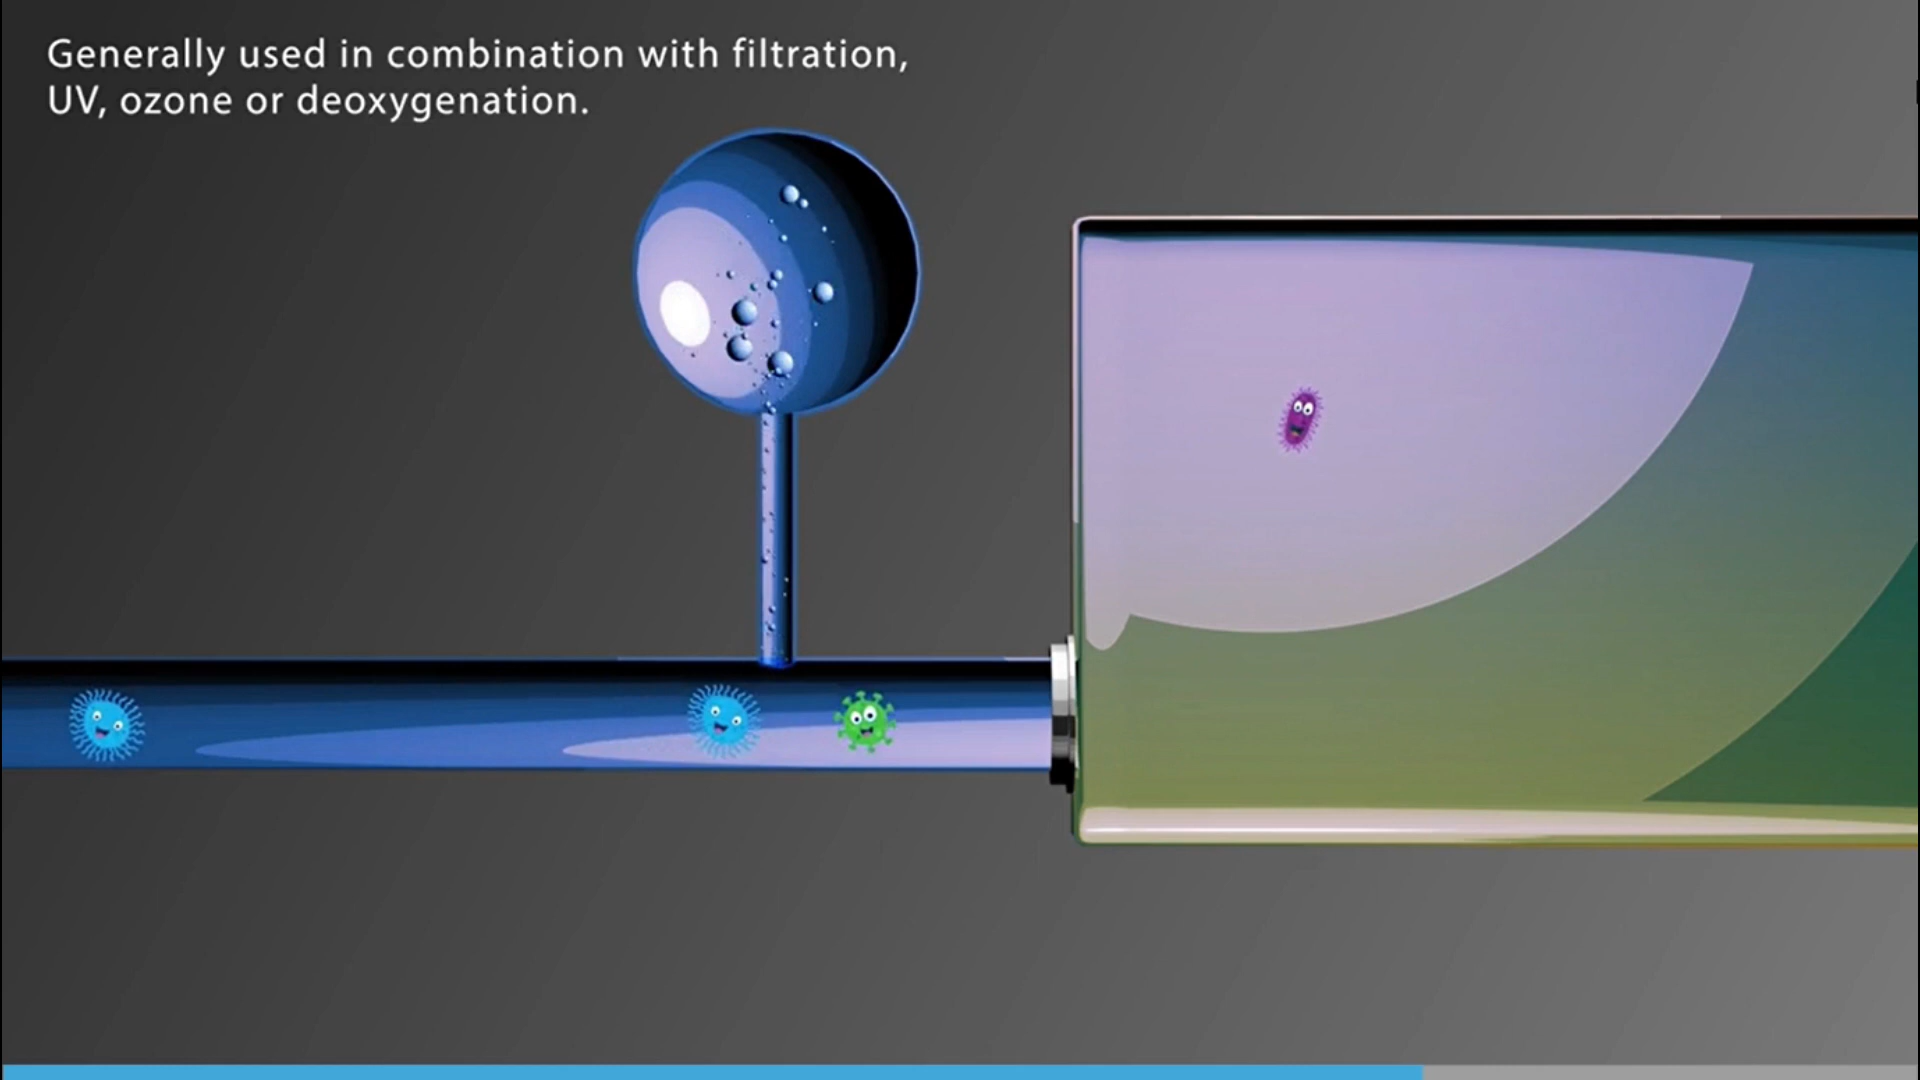 Generally used in combination with filtration,
UV, ozone or deoxygenation.